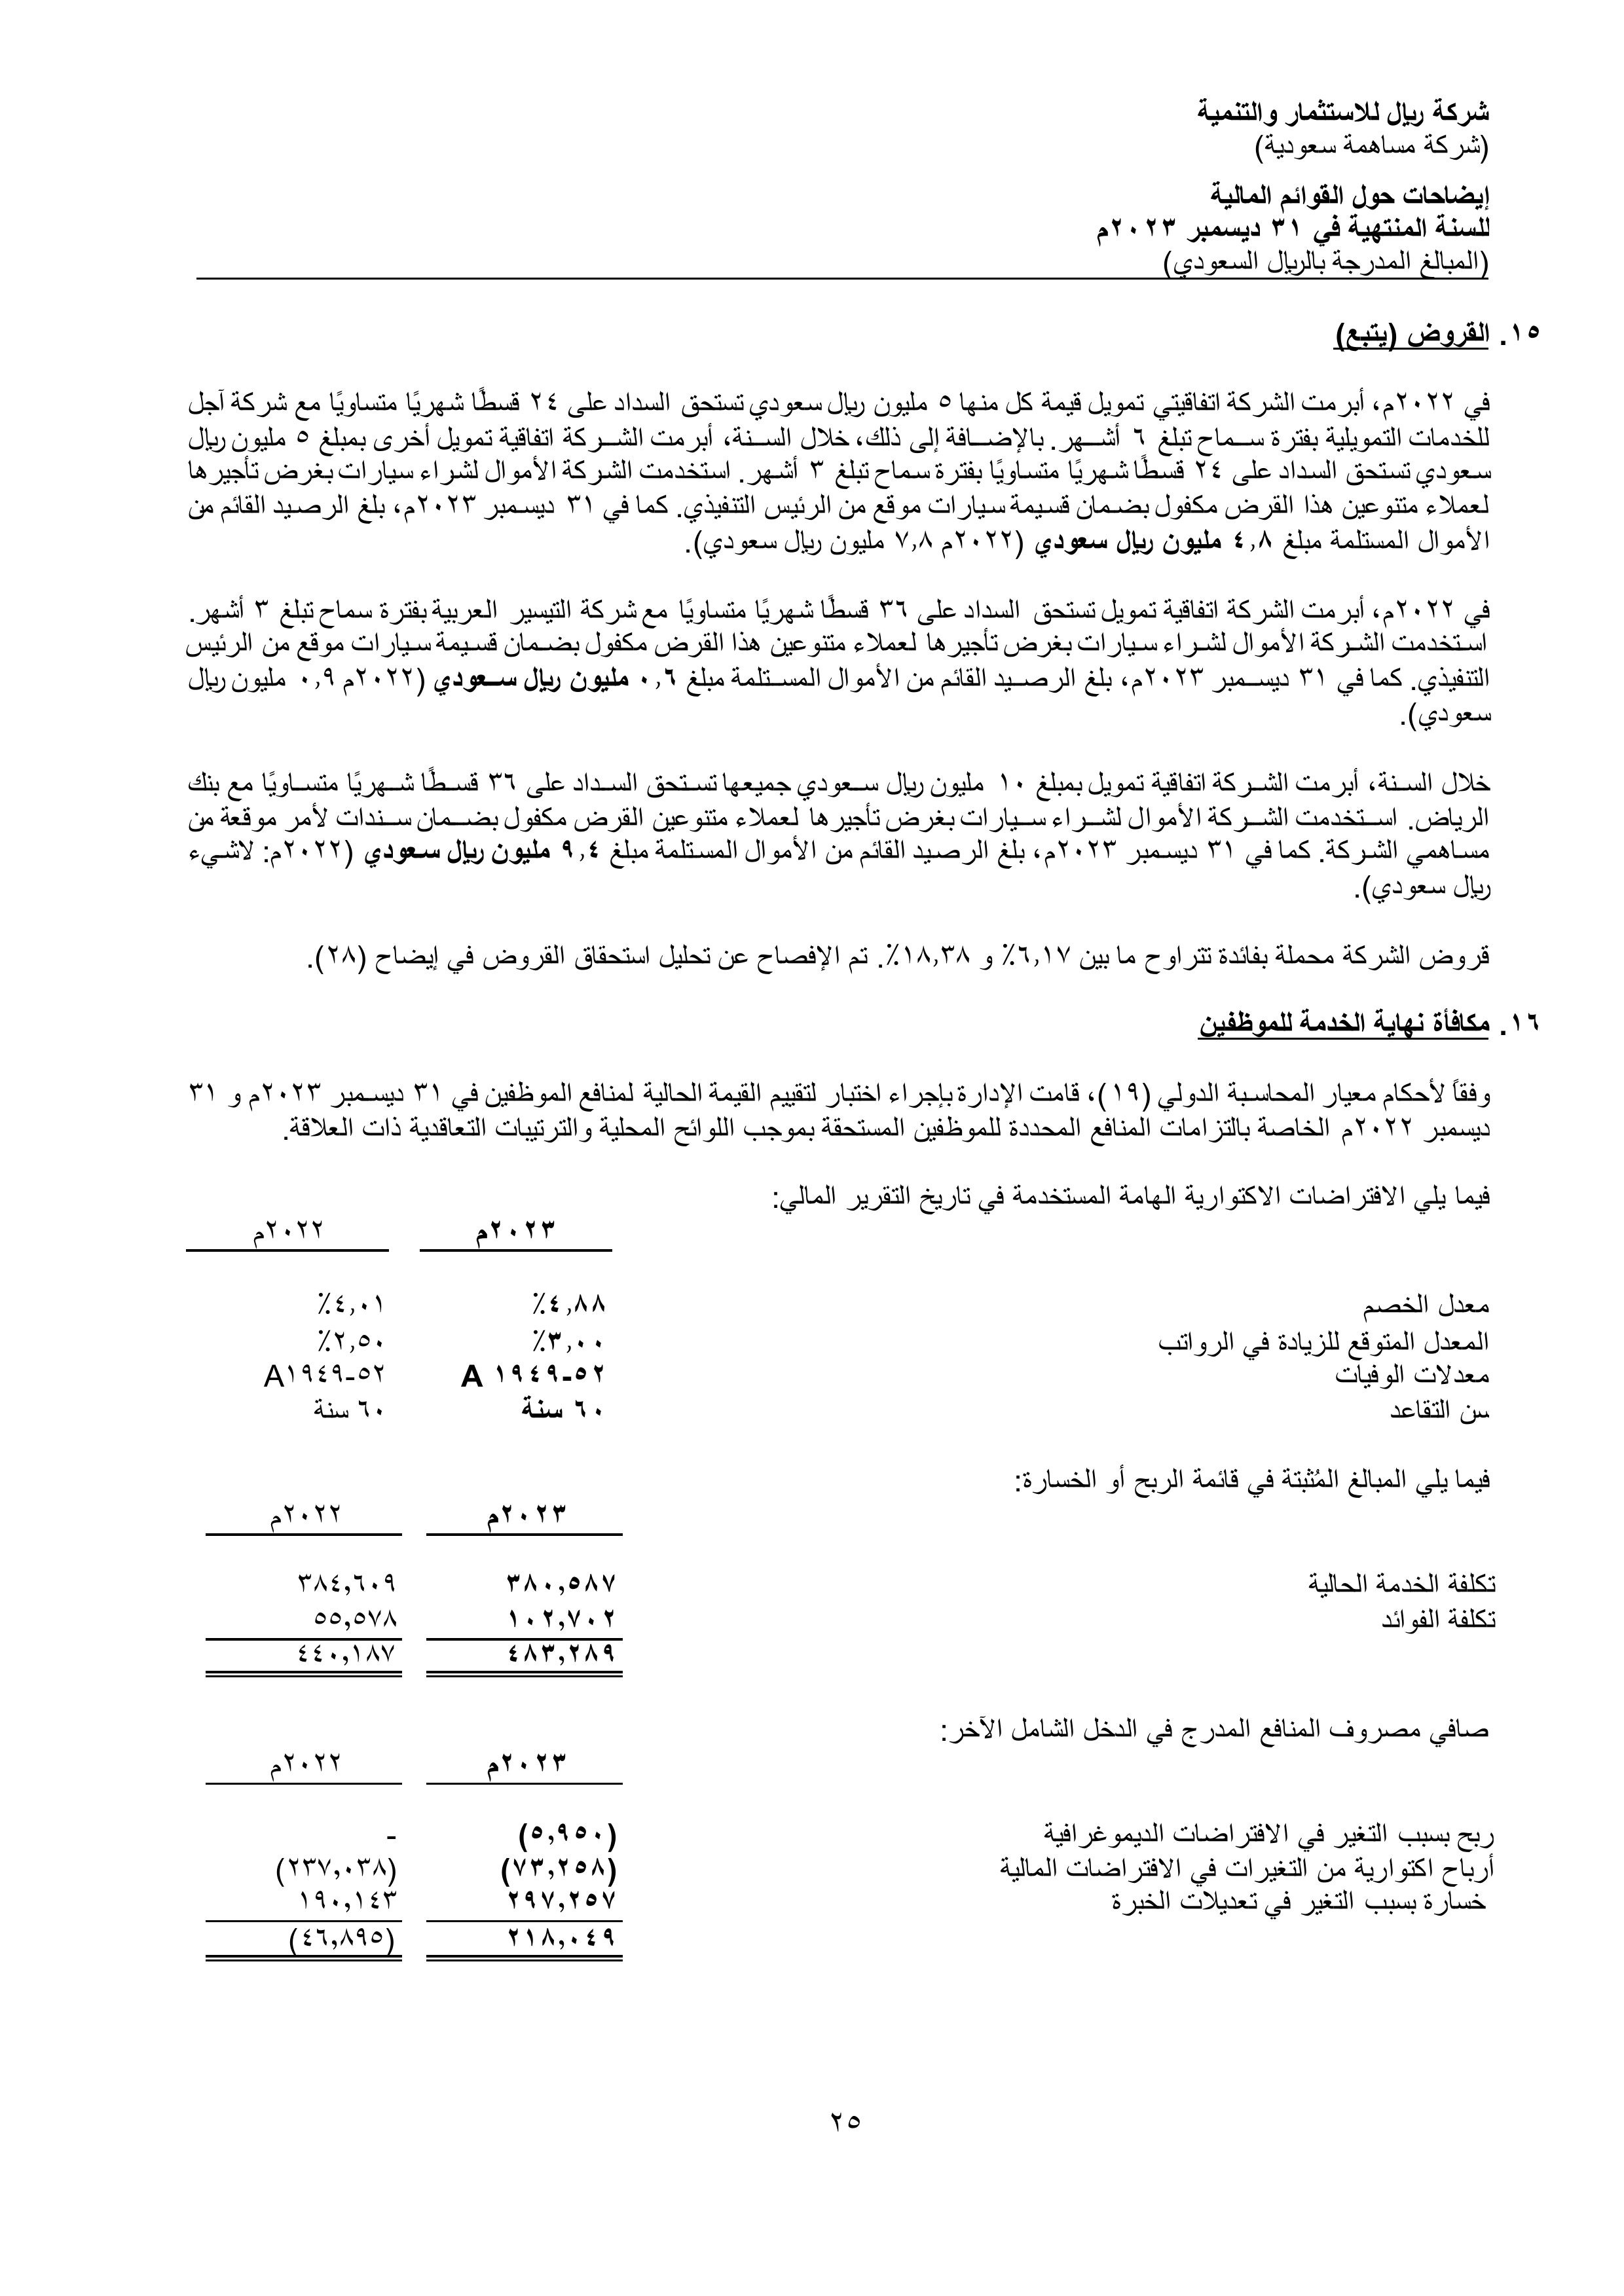 شركة ريال للاستثمار والتنمية
(شركة مساهمة سعودية)
إيضاحات حول القوائم المالية
للسنة المنتهية في ٣١ ديسمبر ٢٠٢٣م
(المبالغ المدرجة بالريال السعودي)
١٥. القروض (يتبع)
في ٢٠٢٢م، أبرمت الشركة اتفاقيتي تمويل قيمة كل منها ٥ مليون ريال سعودي تستحق السداد على ٢٤ قسطًا شهريًا متساويًا مع شركة آجل
للخدمات التمويلية بفترة سماح تبلغ ٦ أشهر. بالإضافة إلى ذلك، خلال السنة، أبرمت الشركة اتفاقية تمويل أخرى بمبلغ ٥ مليون ريال
سعودي تستحق السداد على ٢٤ قسطًا شهريًا متساويًا بفترة سماح تبلغ ٣ أشهر. استخدمت الشركة الأموال لشراء سيارات بغرض تأجيرها
لعملاء متنوعين هذا القرض مكفول بضمان قسيمة سيارات موقع من الرئيس التنفيذي. كما في ٣١ ديسمبر ٢٠٢٣م، بلغ الرصيد القائم من
الأموال المستلمة مبلغ ٤,٨ مليون ريال سعودي (٢٠٢٢م ٧,٨ مليون ريال سعودي).
في ٢٠٢٢م، أبرمت الشركة اتفاقية تمويل تستحق السداد على ٣٦ قسطًا شهريًا متساويًا مع شركة التيسير العربية بفترة سماح تبلغ ٣ أشهر.
استخدمت الشركة الأموال لشراء سيارات بغرض تأجيرها لعملاء متنوعين هذا القرض مكفول بضمان قسيمة سيارات موقع من الرئيس
التنفيذي. كما في ٣١ ديسمبر ٢٠٢٣م، بلغ الرصيد القائم من الأموال المستلمة مبلغ ٠,٦ مليون ريال سعودي (٢٠٢٢م ٠,٩ مليون ريال
سعودي).
خلال السنة، أبرمت الشركة اتفاقية تمويل بمبلغ ١٠ مليون ريال سعودي جميعها تستحق السداد على ٣٦ قسطًا شهريًا متساويًا مع بنك
الرياض. استخدمت الشركة الأموال لشراء سيارات بغرض تأجيرها لعملاء متنوعين القرض مكفول بضمان سندات لأمر موقعة من
مساهمي الشركة. كما في ٣١ ديسمبر ٢٠٢٣م، بلغ الرصيد القائم من الأموال المستلمة مبلغ ٩,٤ مليون ريال سعودي (٢٠٢٢م: لاشيء
ريال سعودي).
قروض الشركة محملة بفائدة تتراوح ما بين ٦,١٧٪ و ١٨,٣٨٪. تم الإفصاح عن تحليل استحقاق القروض في إيضاح (٢٨).
١٦. مكافأة نهاية الخدمة للموظفين
وفقاً لأحكام معيار المحاسبة الدولي (١٩)، قامت الإدارة بإجراء اختبار لتقييم القيمة الحالية لمنافع الموظفين في ٣١ ديسمبر ٢٠٢٣م و ٣١
ديسمبر ٢٠٢٢م الخاصة بالتزامات المنافع المحددة للموظفين المستحقة بموجب اللوائح المحلية والترتيبات التعاقدية ذات العلاقة.
فيما يلي الافتراضات الاكتوارية الهامة المستخدمة في تاريخ التقرير المالي:
٢٠٢٣م ٢٠٢٢م
معدل الخصم ٤,٨٨٪ ٤,٠١٪
المعدل المتوقع للزيادة في الرواتب ٣,٠٠٪ ٢,٥٠٪
معدلات الوفيات ٥٢-١٩٤٩ A ٥٢-١٩٤٩A
سن التقاعد ٦٠ سنة ٦٠ سنة
فيما يلي المبالغ المُثبتة في قائمة الربح أو الخسارة:
٢٠٢٣م ٢٠٢٢م
تكلفة الخدمة الحالية ٣٨٠,٥٨٧ ٣٨٤,٦٠٩
تكلفة الفوائد ١٠٢,٧٠٢ ٥٥,٥٧٨
٤٨٣,٢٨٩ ٤٤٠,١٨٧
صافي مصروف المنافع المدرج في الدخل الشامل الآخر:
٢٠٢٣م ٢٠٢٢م
ربح بسبب التغير في الافتراضات الديموغرافية (٥,٩٥٠) -
أرباح اكتوارية من التغيرات في الافتراضات المالية (٧٣,٢٥٨) (٢٣٧,٠٣٨)
خسارة بسبب التغير في تعديلات الخبرة ٢٩٧,٢٥٧ ١٩٠,١٤٣
٢١٨,٠٤٩ (٤٦,٨٩٥)
٢٥